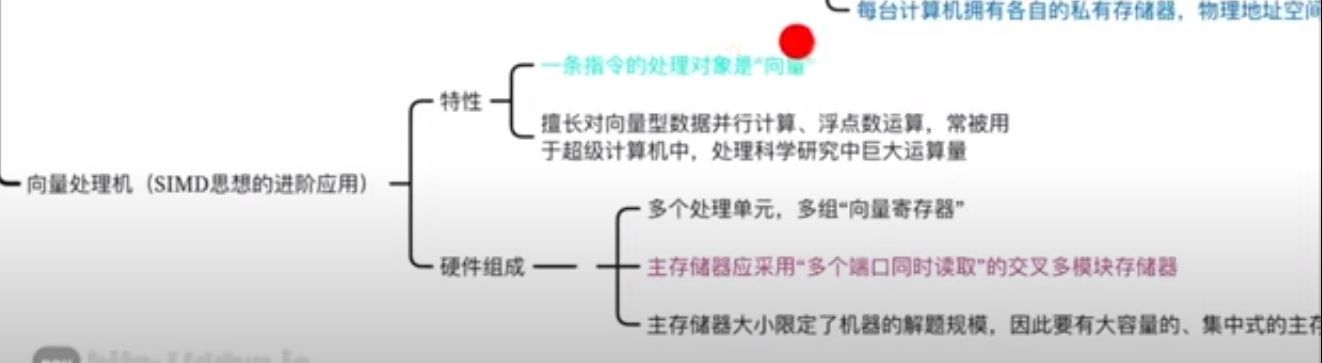 每台计算机拥有各自的私有存储器，物理地址空间
一条指令的处理对象是“向量”
特性
擅长对向量型数据并行计算、浮点数运算，常被用
于超级计算机中，处理科学研究中巨大运算量
向量处理机（SIMD思想的进阶应用）
多个处理单元，多组“向量寄存器”
硬件组成
主存储器应采用“多个端口同时读取”的交叉多模块存储器
主存储器大小限定了机器的解题规模，因此要有大容量的、集中式的主存